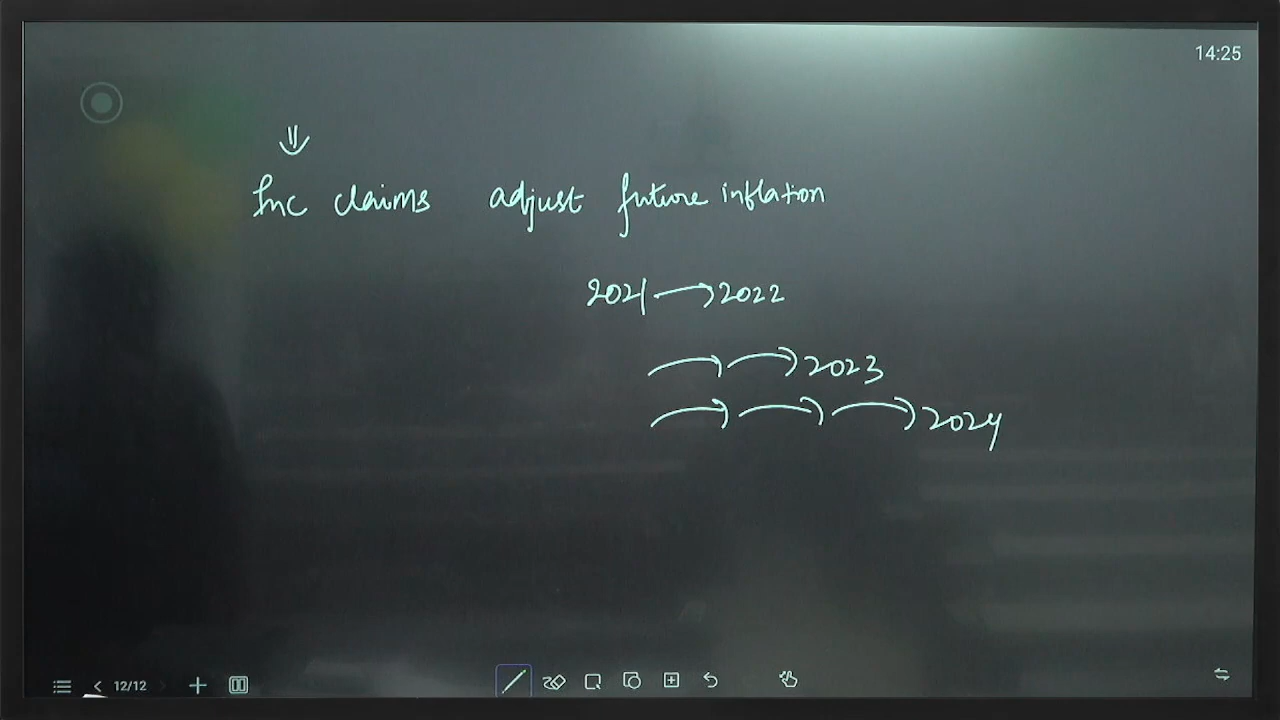 14:25
⇓
Inc claims adjust future inflation
2021 → 2022
→ → 2023
→ → → 2024
12/12